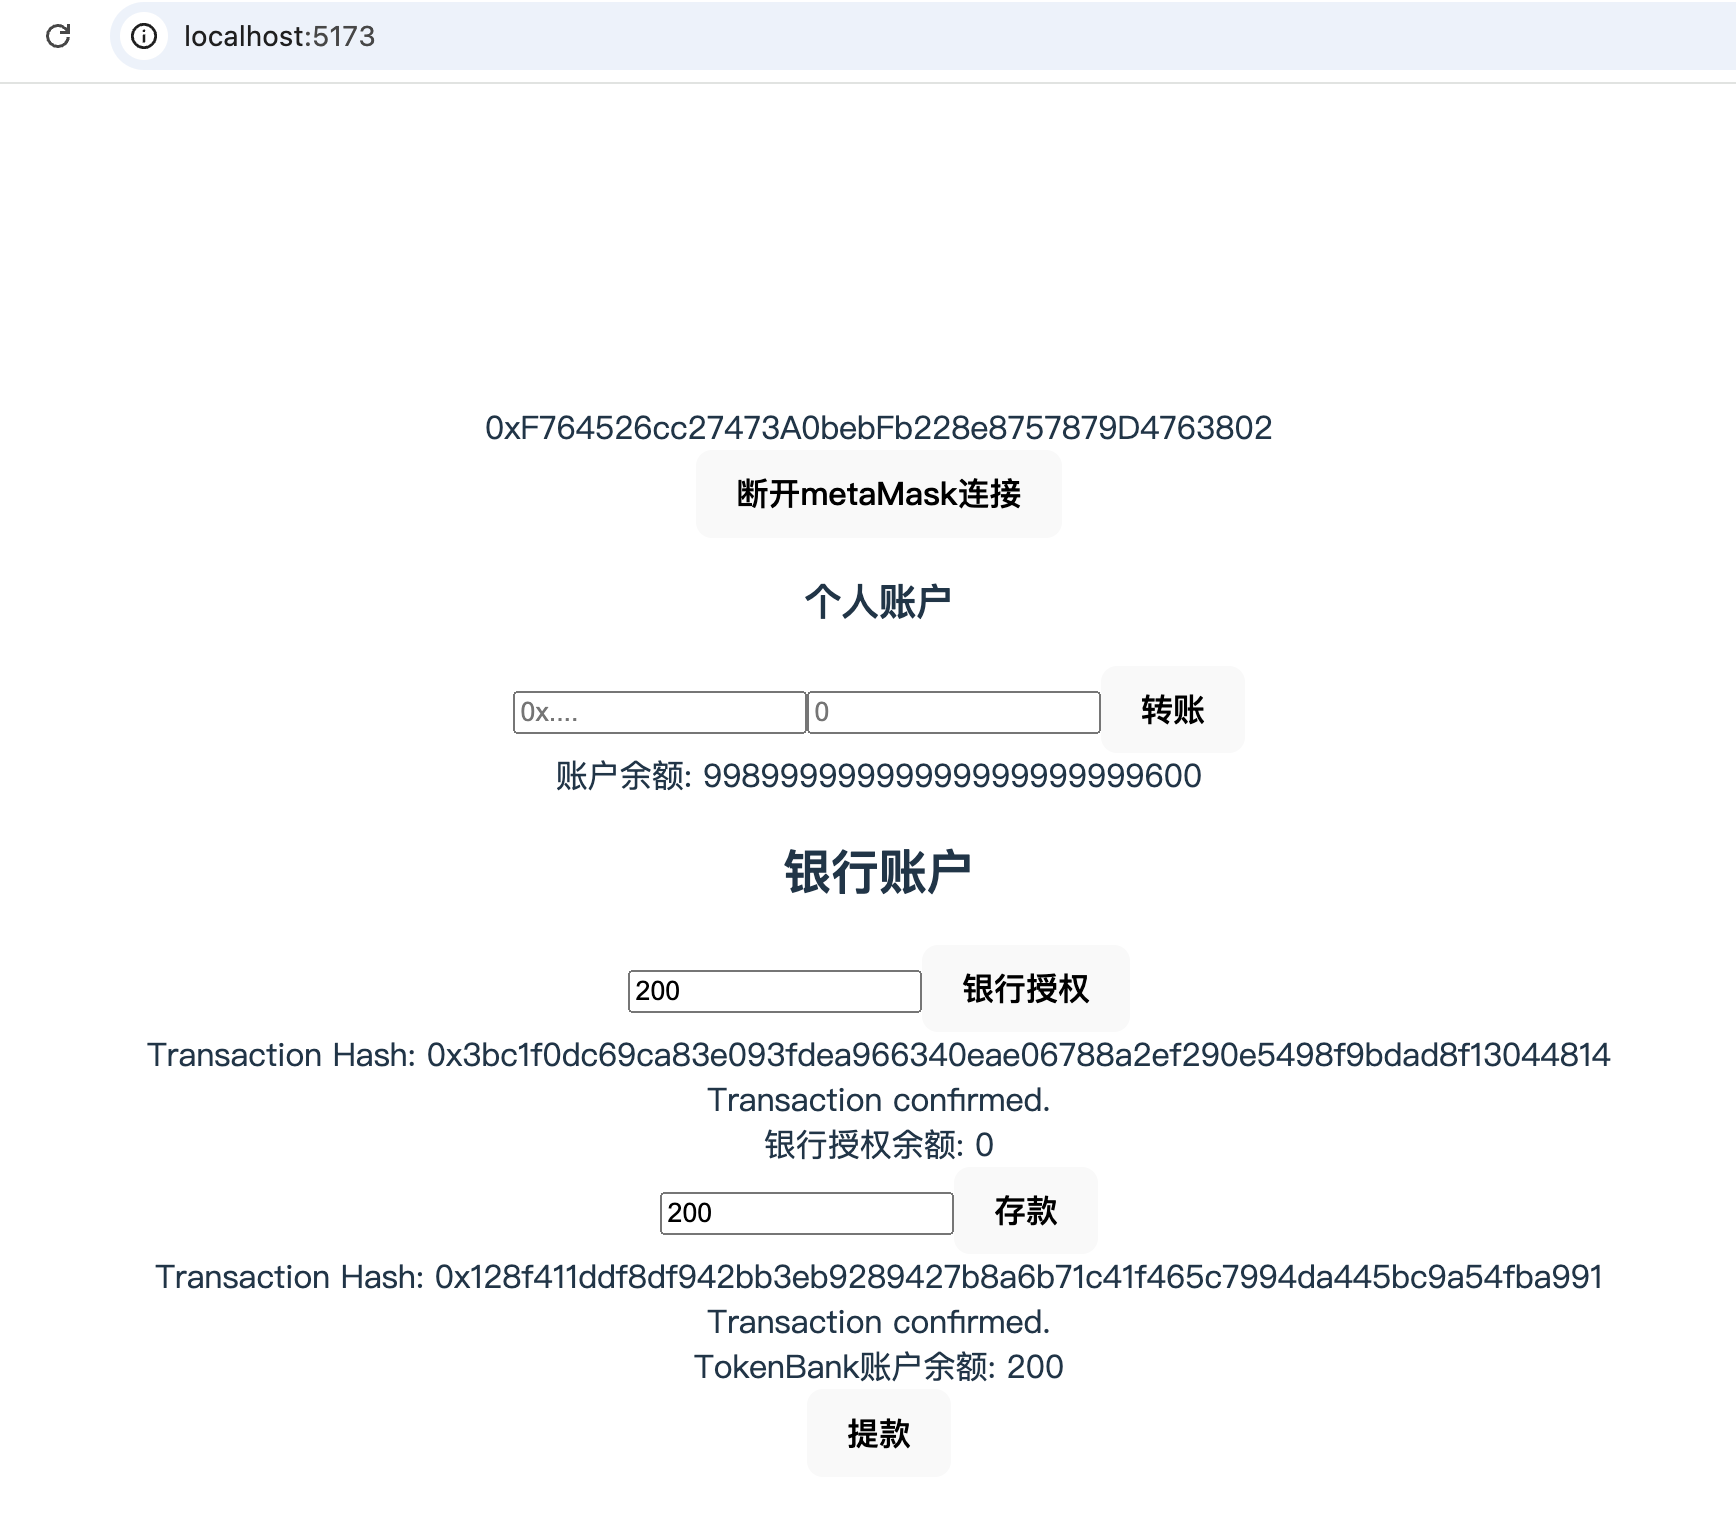 localhost:5173
0xF764526cc27473A0bebFb228e8757879D4763802
断开metaMask连接
个人账户
0x.... 0 转账
账户余额: 99899999999999999999999600
银行账户
200 银行授权
Transaction Hash: 0x3bc1f0dc69ca83e093fdea966340eae06788a2ef290e5498f9bdad8f13044814
Transaction confirmed.
银行授权余额: 0
200 存款
Transaction Hash: 0x128f411ddf8df942bb3eb9289427b8a6b71c41f465c7994da445bc9a54fba991
Transaction confirmed.
TokenBank账户余额: 200
提款